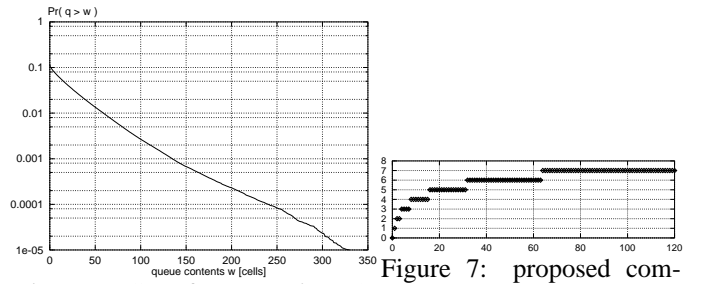 Pr( q > w )
1
0.1
0.01
0.001
0.0001
1e-05
0 50 100 150 200 250 300 350
queue contents w [cells]
8
7
6
5
4
3
2
1
0
0 20 40 60 80 100 120
Figure 7: proposed com-